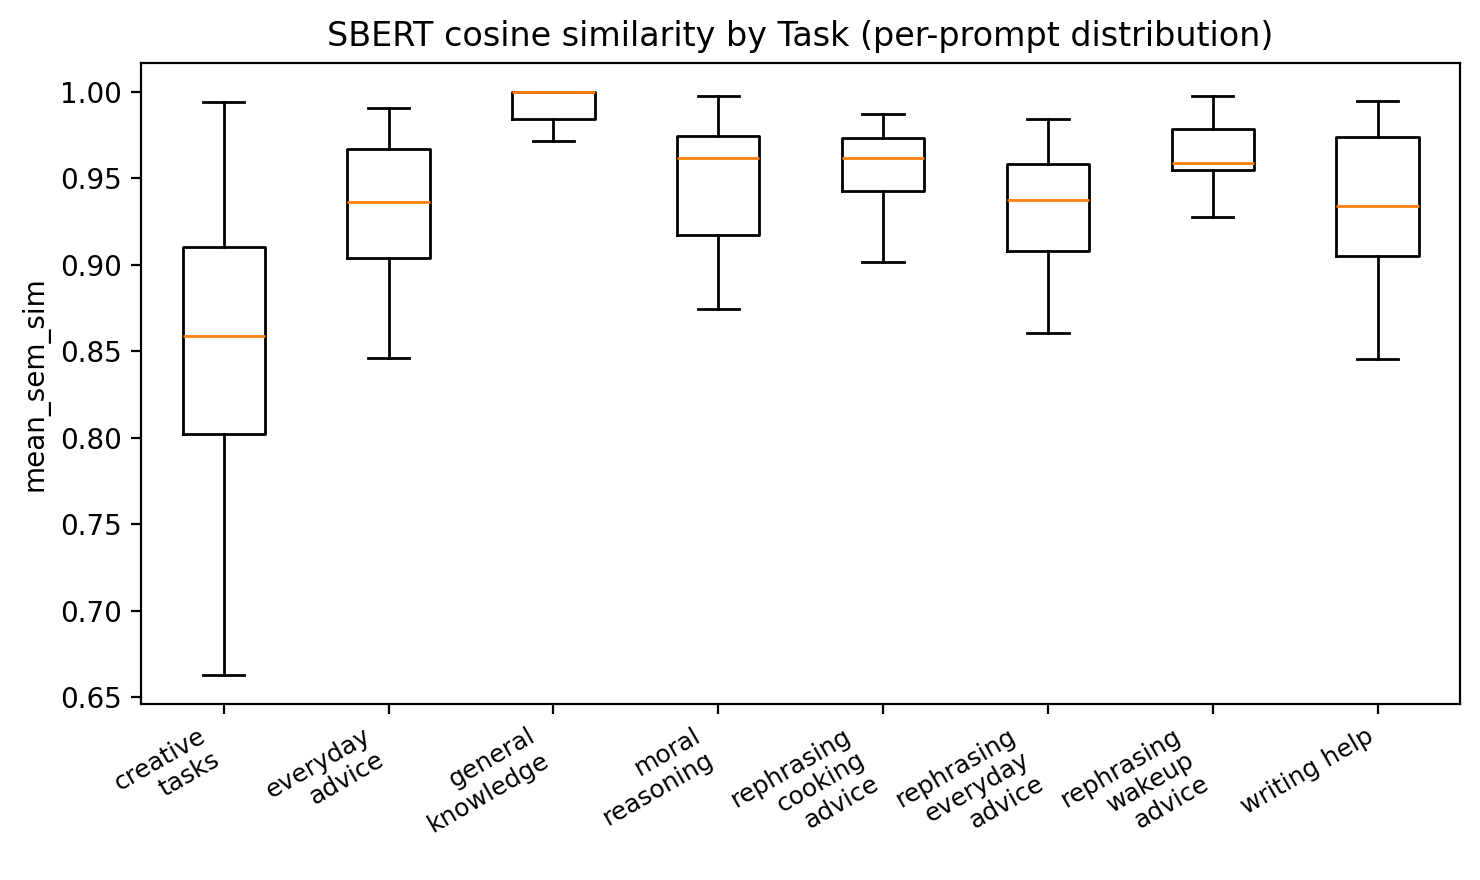 SBERT cosine similarity by Task (per-prompt distribution)
mean_sem_sim
1.00
0.95
0.90
0.85
0.80
0.75
0.70
0.65
creative
tasks
everyday
advice
general
knowledge
moral
reasoning
rephrasing
cooking
advice
rephrasing
everyday
advice
rephrasing
wakeup
advice
writing help